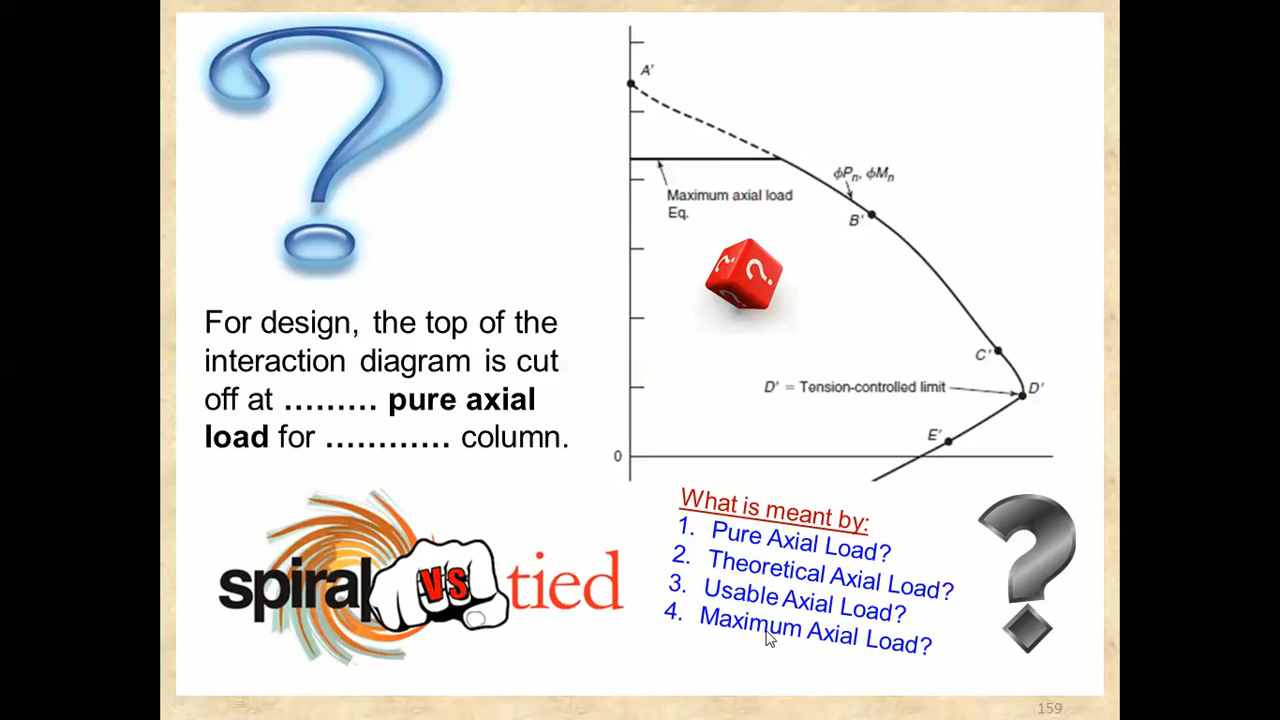 For design, the top of the
interaction diagram is cut
off at ……… pure axial
load for ………… column.
spiral VS tied
A'
Maximum axial load
Eq.
ϕPn, ϕMn
B'
? ? ?
C'
D' = Tension-controlled limit
D'
E'
0
What is meant by:
1. Pure Axial Load?
2. Theoretical Axial Load?
3. Usable Axial Load?
4. Maximum Axial Load?
159